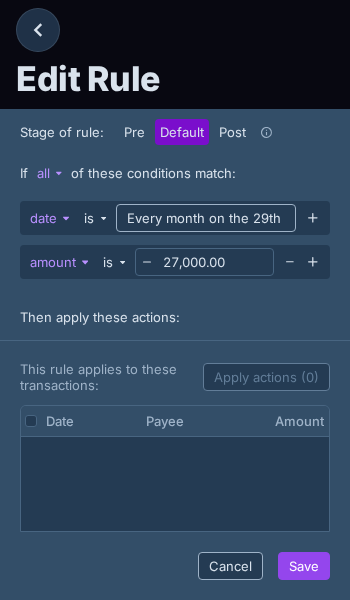 Edit Rule
Stage of rule: Pre Default Post
If all of these conditions match:
date is Every month on the 29th +
amount is − 27,000.00 − +
Then apply these actions:
This rule applies to these
transactions:
Apply actions (0)
Date Payee Amount
Cancel Save